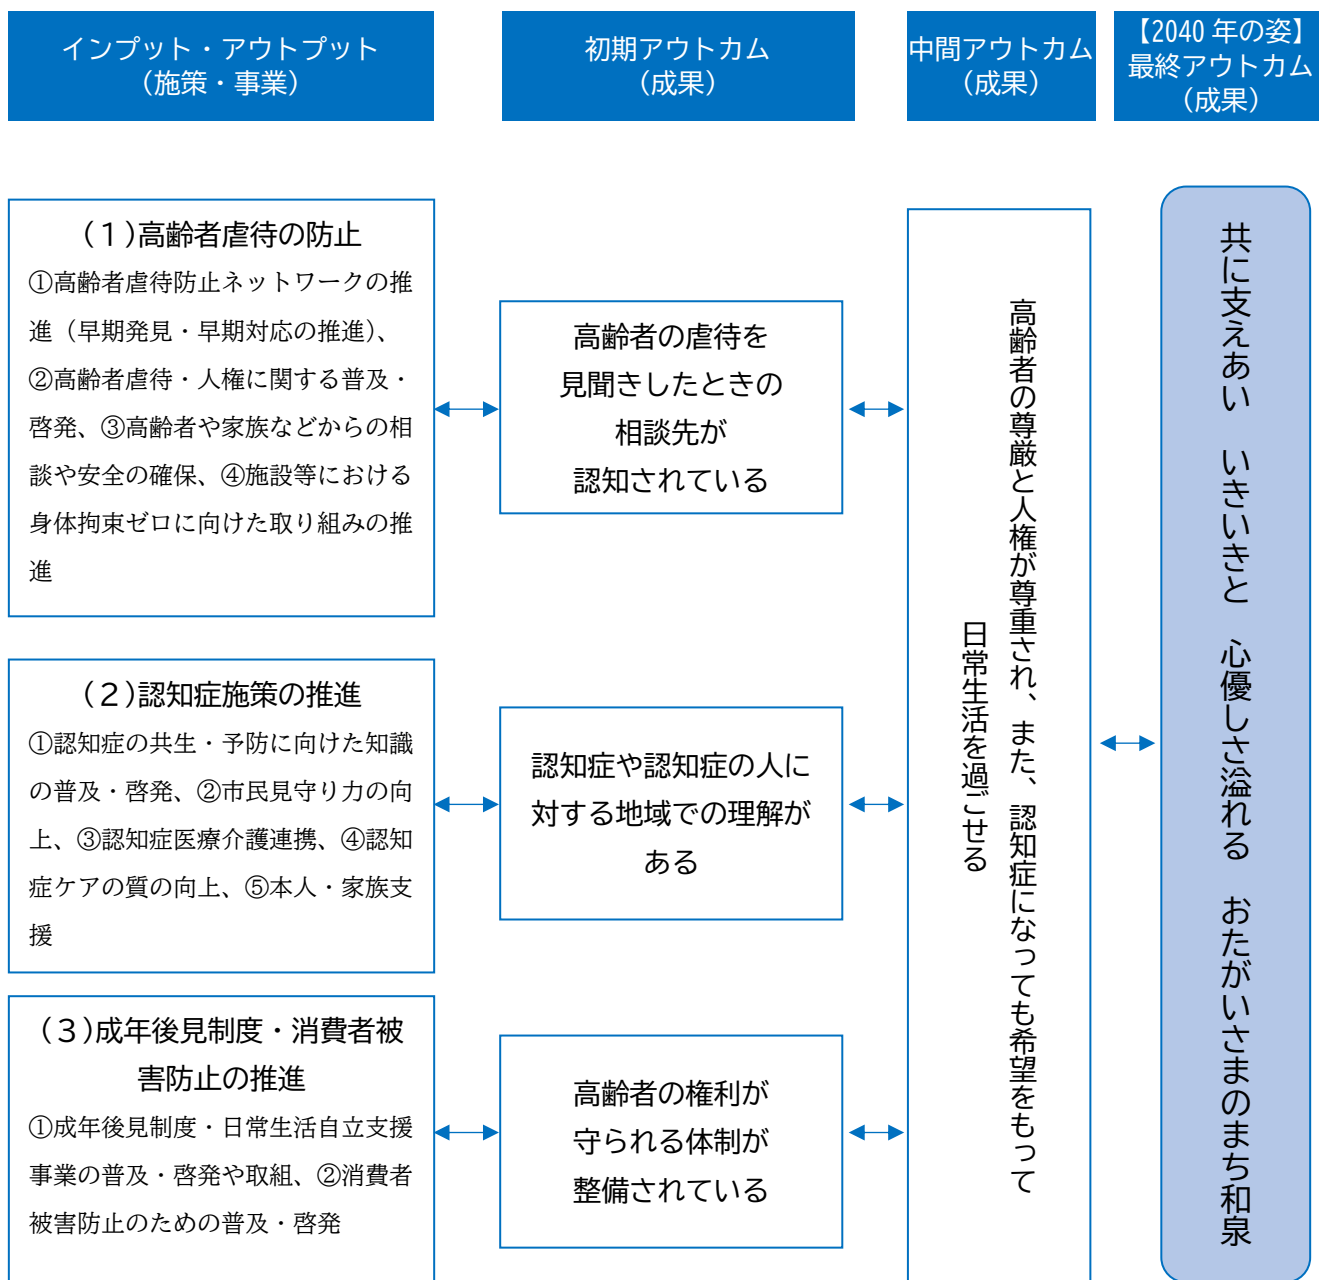 インプット・アウトプット
（施策・事業）
初期アウトカム
（成果）
中間アウトカム
（成果）
【2040 年の姿】
最終アウトカム
（成果）
（１）高齢者虐待の防止
①高齢者虐待防止ネットワークの推
進（早期発見・早期対応の推進）、
②高齢者虐待・人権に関する普及・
啓発、③高齢者や家族などからの相
談や安全の確保、④施設等における
身体拘束ゼロに向けた取り組みの推
進
高齢者の虐待を
見聞きしたときの
相談先が
認知されている
（２）認知症施策の推進
①認知症の共生・予防に向けた知識
の普及・啓発、②市民見守り力の向
上、③認知症医療介護連携、④認知
症ケアの質の向上、⑤本人・家族支
援
認知症や認知症の人に
対する地域での理解が
ある
（３）成年後見制度・消費者被
害防止の推進
①成年後見制度・日常生活自立支援
事業の普及・啓発や取組、②消費者
被害防止のための普及・啓発
高齢者の権利が
守られる体制が
整備されている
高齢者の尊厳と人権が尊重され、また、認知症になっても希望をもって
日常生活を過ごせる
共に支えあい　いきいきと　心優しさ溢れる　おたがいさまのまち和泉